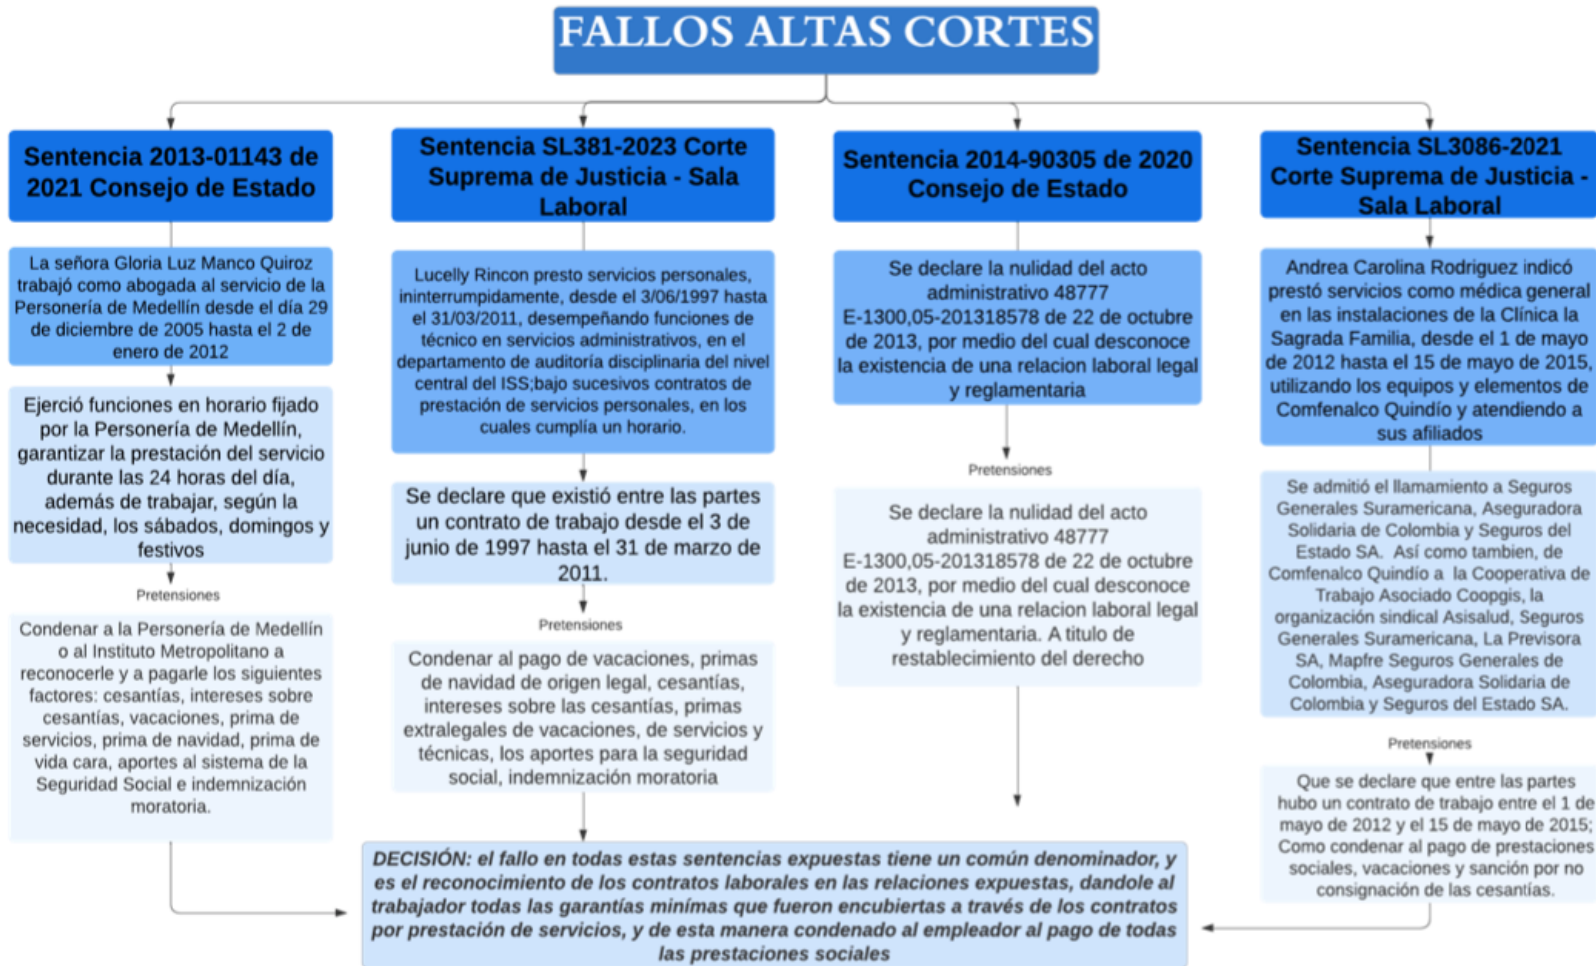 FALLOS ALTAS CORTES
Sentencia 2013-01143 de
2021 Consejo de Estado
La señora Gloria Luz Manco Quiroz
trabajó como abogada al servicio de la
Personería de Medellín desde el día 29
de diciembre de 2005 hasta el 2 de
enero de 2012
Ejerció funciones en horario fijado
por la Personería de Medellín,
garantizar la prestación del servicio
durante las 24 horas del día,
además de trabajar, según la
necesidad, los sábados, domingos y
festivos
Pretensiones
Condenar a la Personería de Medellín
o al Instituto Metropolitano a
reconocerle y a pagarle los siguientes
factores: cesantías, intereses sobre
cesantías, vacaciones, prima de
servicios, prima de navidad, prima de
vida cara, aportes al sistema de la
Seguridad Social e indemnización
moratoria.
Sentencia SL381-2023 Corte
Suprema de Justicia - Sala
Laboral
Lucelly Rincon presto servicios personales,
ininterrumpidamente, desde el 3/06/1997 hasta
el 31/03/2011, desempeñando funciones de
técnico en servicios administrativos, en el
departamento de auditoría disciplinaria del nivel
central del ISS;bajo sucesivos contratos de
prestación de servicios personales, en los
cuales cumplía un horario.
Se declare que existió entre las partes
un contrato de trabajo desde el 3 de
junio de 1997 hasta el 31 de marzo de
2011.
Pretensiones
Condenar al pago de vacaciones, primas
de navidad de origen legal, cesantías,
intereses sobre las cesantías, primas
extralegales de vacaciones, de servicios y
técnicas, los aportes para la seguridad
social, indemnización moratoria
Sentencia 2014-90305 de 2020
Consejo de Estado
Se declare la nulidad del acto
administrativo 48777
E-1300,05-201318578 de 22 de octubre
de 2013, por medio del cual desconoce
la existencia de una relacion laboral legal
y reglamentaria
Pretensiones
Se declare la nulidad del acto
administrativo 48777
E-1300,05-201318578 de 22 de octubre
de 2013, por medio del cual desconoce
la existencia de una relacion laboral legal
y reglamentaria. A titulo de
restablecimiento del derecho
Sentencia SL3086-2021
Corte Suprema de Justicia -
Sala Laboral
Andrea Carolina Rodriguez indicó
prestó servicios como médica general
en las instalaciones de la Clínica la
Sagrada Familia, desde el 1 de mayo
de 2012 hasta el 15 de mayo de 2015,
utilizando los equipos y elementos de
Comfenalco Quindío y atendiendo a
sus afiliados
Se admitió el llamamiento a Seguros
Generales Suramericana, Aseguradora
Solidaria de Colombia y Seguros del
Estado SA. Así como tambien, de
Comfenalco Quindío a la Cooperativa de
Trabajo Asociado Coopgis, la
organización sindical Asisalud, Seguros
Generales Suramericana, La Previsora
SA, Mapfre Seguros Generales de
Colombia, Aseguradora Solidaria de
Colombia y Seguros del Estado SA.
Pretensiones
Que se declare que entre las partes
hubo un contrato de trabajo entre el 1 de
mayo de 2012 y el 15 de mayo de 2015;
Como condenar al pago de prestaciones
sociales, vacaciones y sanción por no
consignación de las cesantías.
DECISIÓN: el fallo en todas estas sentencias expuestas tiene un común denominador, y
es el reconocimiento de los contratos laborales en las relaciones expuestas, dandole al
trabajador todas las garantías minímas que fueron encubiertas a través de los contratos
por prestación de servicios, y de esta manera condenado al empleador al pago de todas
las prestaciones sociales